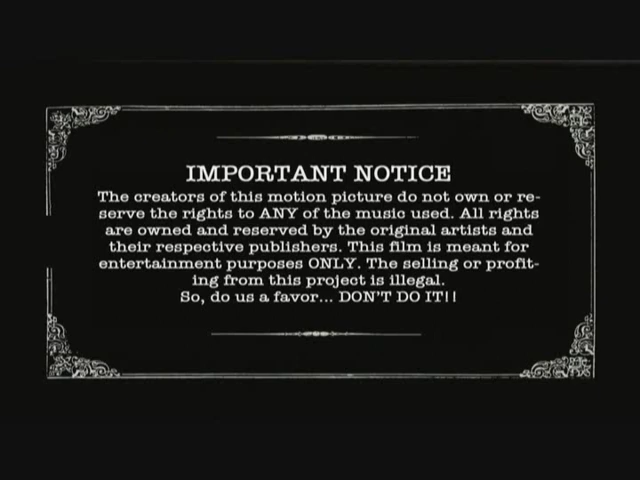 IMPORTANT NOTICE
The creators of this motion picture do not own or re-
serve the rights to ANY of the music used. All rights
are owned and reserved by the original artists and
their respective publishers. This film is meant for
entertainment purposes ONLY. The selling or profit-
ing from this project is illegal.
So, do us a favor... DON'T DO IT!!